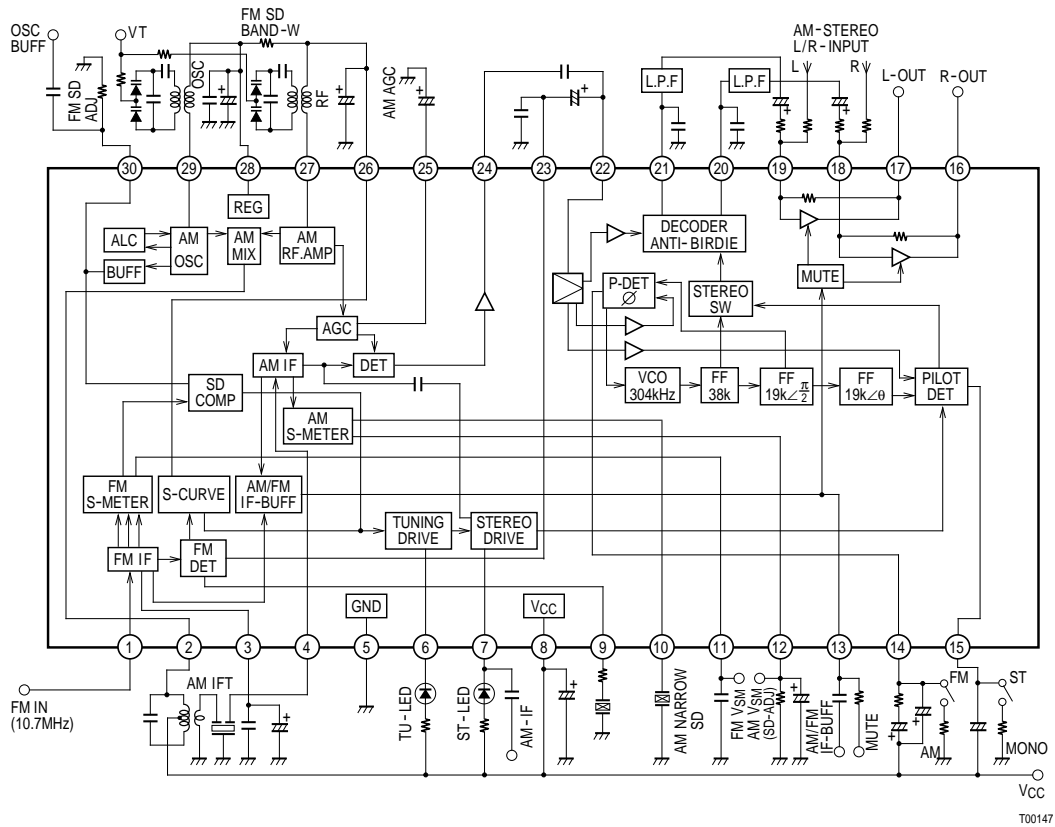 OSC
BUFF
VT
FM SD
BAND-W
FM SD
ADJ
OSC
RF
AM AGC
L.P.F
L.P.F
AM-STEREO
L/R-INPUT
L
R
L-OUT
R-OUT
30
29
28
27
26
25
24
23
22
21
20
19
18
17
16
REG
ALC
AM
OSC
AM
MIX
AM
RF.AMP
BUFF
DECODER
ANTI-BIRDIE
P-DET
Ø
STEREO
SW
MUTE
AGC
AM IF
DET
SD
COMP
AM
S-METER
VCO
304kHz
FF
38k
FF
19k∠π/2
FF
19k∠θ
PILOT
DET
FM
S-METER
S-CURVE
AM/FM
IF-BUFF
TUNING
DRIVE
STEREO
DRIVE
FM IF
FM
DET
GND
VCC
1
2
3
4
5
6
7
8
9
10
11
12
13
14
15
FM IN
(10.7MHz)
AM IFT
TU-LED
ST-LED
AM-IF
AM NARROW
SD
FM VSM
AM VSM
(SD-ADJ)
AM/FM
IF-BUFF
MUTE
FM
AM
ST
MONO
VCC
T00147